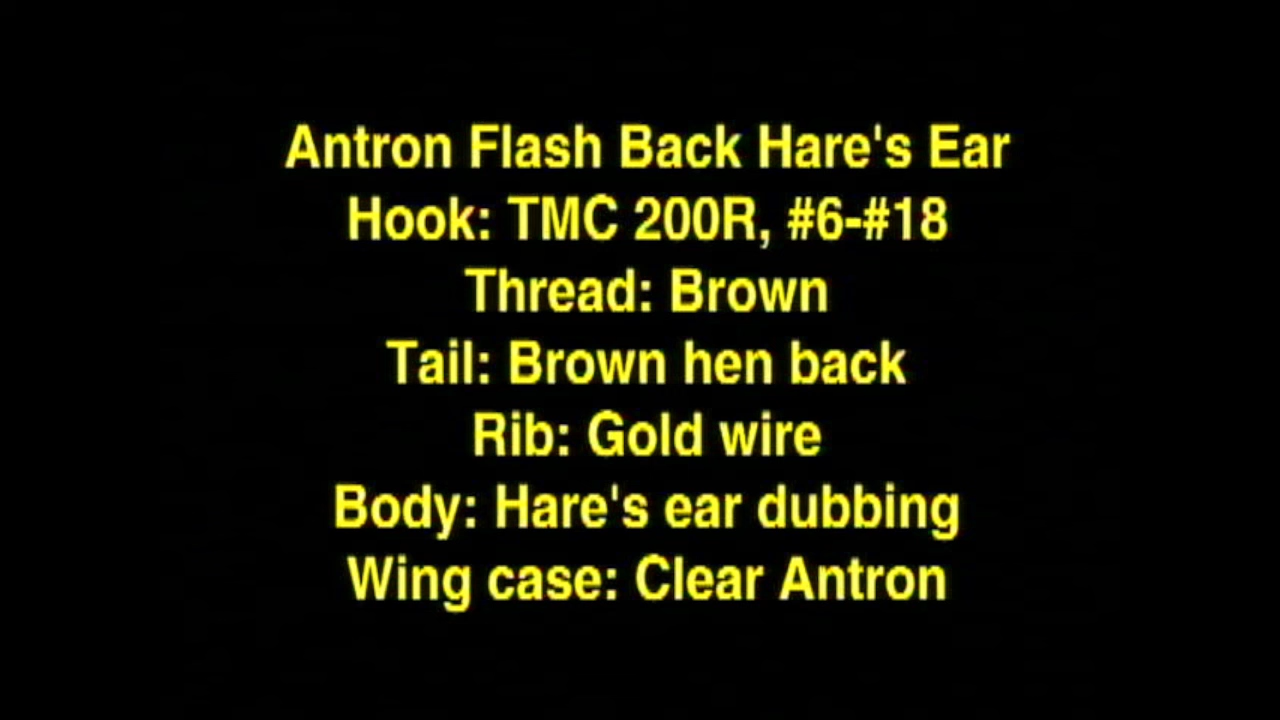 Antron Flash Back Hare's Ear
Hook: TMC 200R, #6-#18
Thread: Brown
Tail: Brown hen back
Rib: Gold wire
Body: Hare's ear dubbing
Wing case: Clear Antron